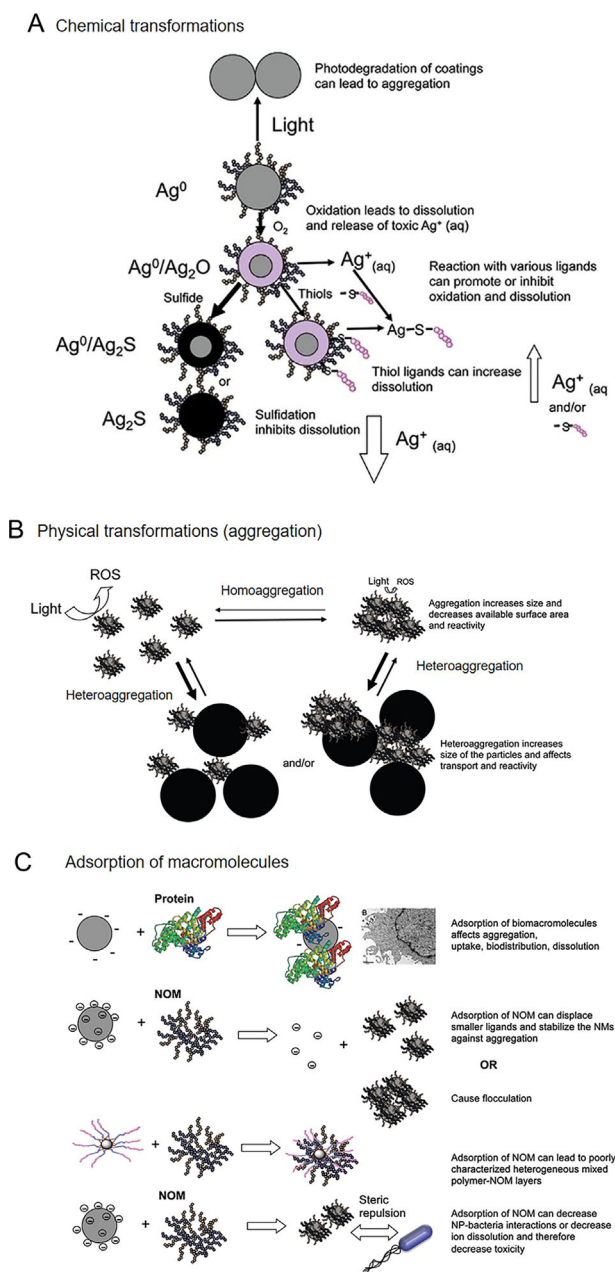 A Chemical transformations
Photodegradation of coatings
can lead to aggregation
Light
Ag⁰
O₂
Oxidation leads to dissolution
and release of toxic Ag⁺ (aq)
Ag⁰/Ag₂O
Ag⁺ (aq)
Reaction with various ligands
can promote or inhibit
oxidation and dissolution
Sulfide
Thiols
-S-
Ag-S-
Ag⁰/Ag₂S
S-
S-
Thiol ligands can increase
dissolution
Ag⁺ (aq
and/or
-S-
or
Ag₂S
Sulfidation
inhibits dissolution
Ag⁺ (aq)
B Physical transformations (aggregation)
ROS
Light
Homoaggregation
Light ROS
Aggregation increases size and
decreases available surface area
and reactivity
Heteroaggregation
Heteroaggregation
and/or
Heteroaggregation increases
size of the particles and affects
transport and reactivity
C Adsorption of macromolecules
Protein
+
B
Adsorption of biomacromolecules
affects aggregation,
uptake, biodistribution, dissolution
NOM
+
+
Adsorption of NOM can displace
smaller ligands and stabilize the NMs
against aggregation
OR
Cause flocculation
+
Adsorption of NOM can lead to poorly
characterized heterogeneous mixed
polymer-NOM layers
NOM
+
Steric
repulsion
Adsorption of NOM can decrease
NP-bacteria interactions or decrease
ion dissolution and therefore
decrease toxicity